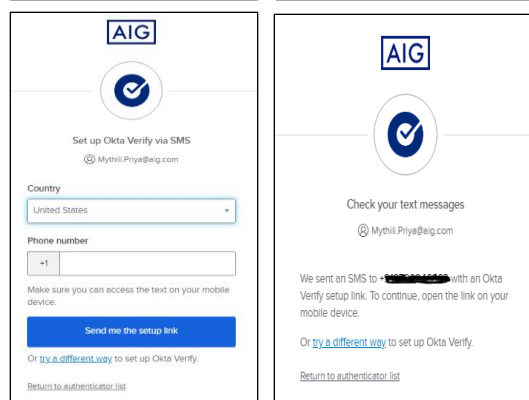 AIG
Set up Okta Verify via SMS
Mythili.Priya@aig.com
Country
United States
Phone number
+1
Make sure you can access the text on your mobile
device.
Send me the setup link
Or try a different way to set up Okta Verify.
Return to authenticator list
AIG
Check your text messages
Mythili.Priya@aig.com
We sent an SMS to with an Okta
Verify setup link. To continue, open the link on your
mobile device.
Or try a different way to set up Okta Verify.
Return to authenticator list